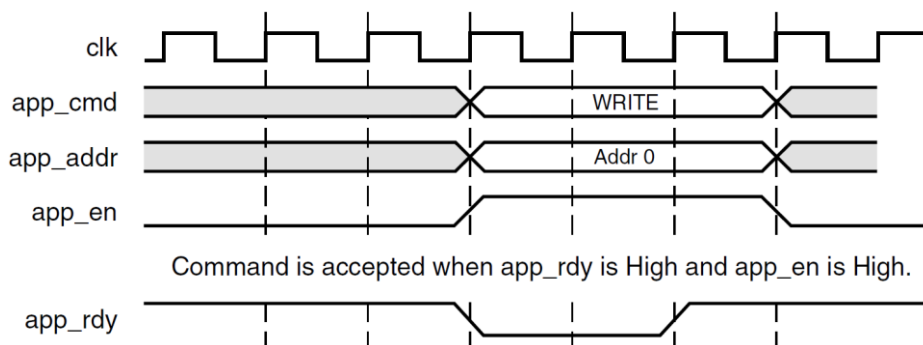 clk
app_cmd
WRITE
app_addr
Addr 0
app_en
Command is accepted when app_rdy is High and app_en is High.
app_rdy